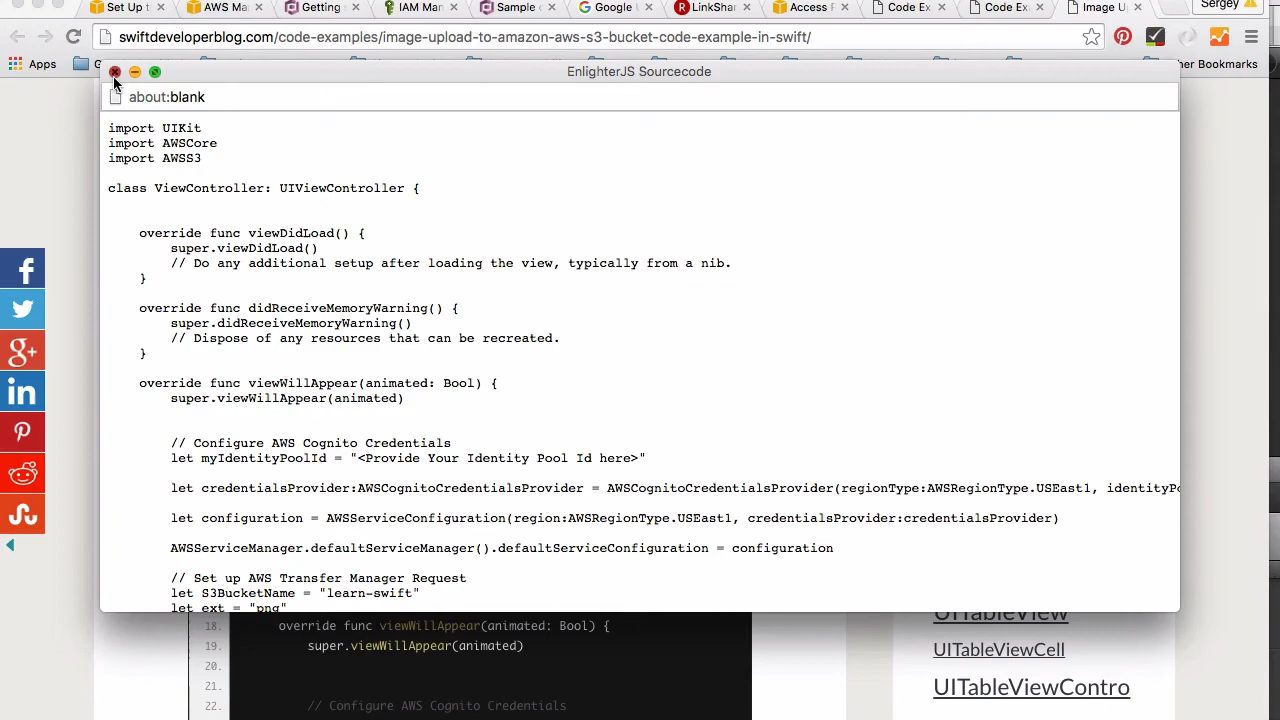 Set up t
AWS Ma
Getting
IAM Mar
Sample
Google
LinkShar
Access F
Code Ex
Code Ex
Image U
Sergey
swiftdeveloperblog.com/code-examples/image-upload-to-amazon-aws-s3-bucket-code-example-in-swift/
Apps
her Bookmarks
EnlighterJS Sourcecode
about:blank
import UIKit
import AWSCore
import AWSS3
class ViewController: UIViewController {
override func viewDidLoad() {
super.viewDidLoad()
// Do any additional setup after loading the view, typically from a nib.
}
override func didReceiveMemoryWarning() {
super.didReceiveMemoryWarning()
// Dispose of any resources that can be recreated.
}
override func viewWillAppear(animated: Bool) {
super.viewWillAppear(animated)
// Configure AWS Cognito Credentials
let myIdentityPoolId = "<Provide Your Identity Pool Id here>"
let credentialsProvider:AWSCognitoCredentialsProvider = AWSCognitoCredentialsProvider(regionType:AWSRegionType.USEast1, identityPo
let configuration = AWSServiceConfiguration(region:AWSRegionType.USEast1, credentialsProvider:credentialsProvider)
AWSServiceManager.defaultServiceManager().defaultServiceConfiguration = configuration
// Set up AWS Transfer Manager Request
let S3BucketName = "learn-swift"
let ext = "png"
18. override func viewWillAppear(animated: Bool) {
19. super.viewWillAppear(animated)
20.
21.
22. // Configure AWS Cognito Credentials
UITableView
UITableViewCell
UITableViewContro